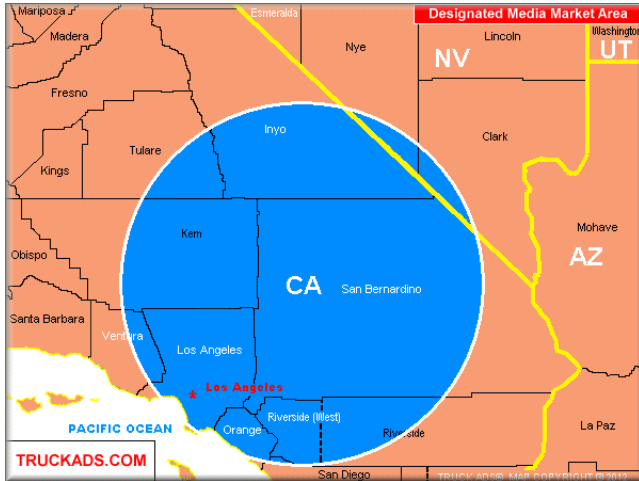 Mariposa
Esmeralda
Designated Media Market Area
Madera
Nye
Lincoln
Washington
NV
UT
Fresno
Inyo
Clark
Tulare
Kings
Kern
Mohave
Obispo
AZ
CA
San Bernardino
Santa Barbara
Ventura
Los Angeles
* Los Angeles
Riverside (West)
PACIFIC OCEAN
Orange
Riverside
La Paz
TRUCKADS.COM
San Diego
TRUCK ADS® MAP COPYRIGHT © 2012